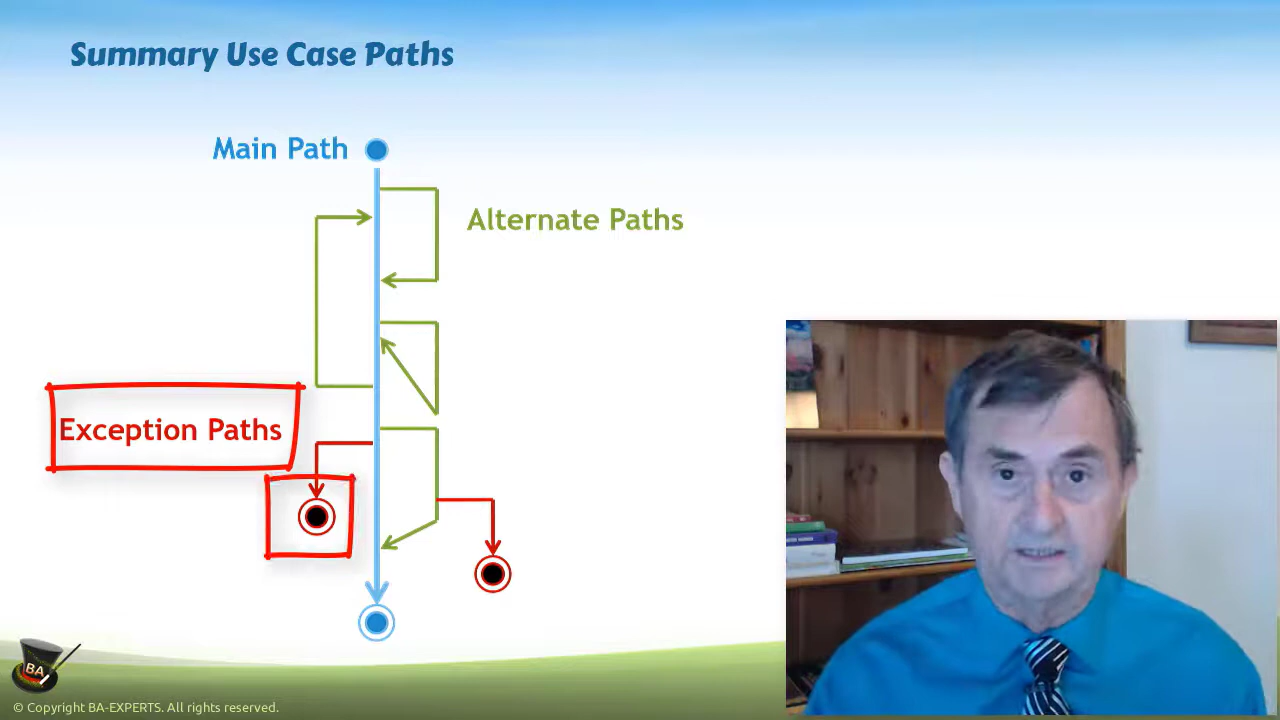 Summary Use Case Paths
Main Path
Alternate Paths
Exception Paths
BA
© Copyright BA-EXPERTS. All rights reserved.